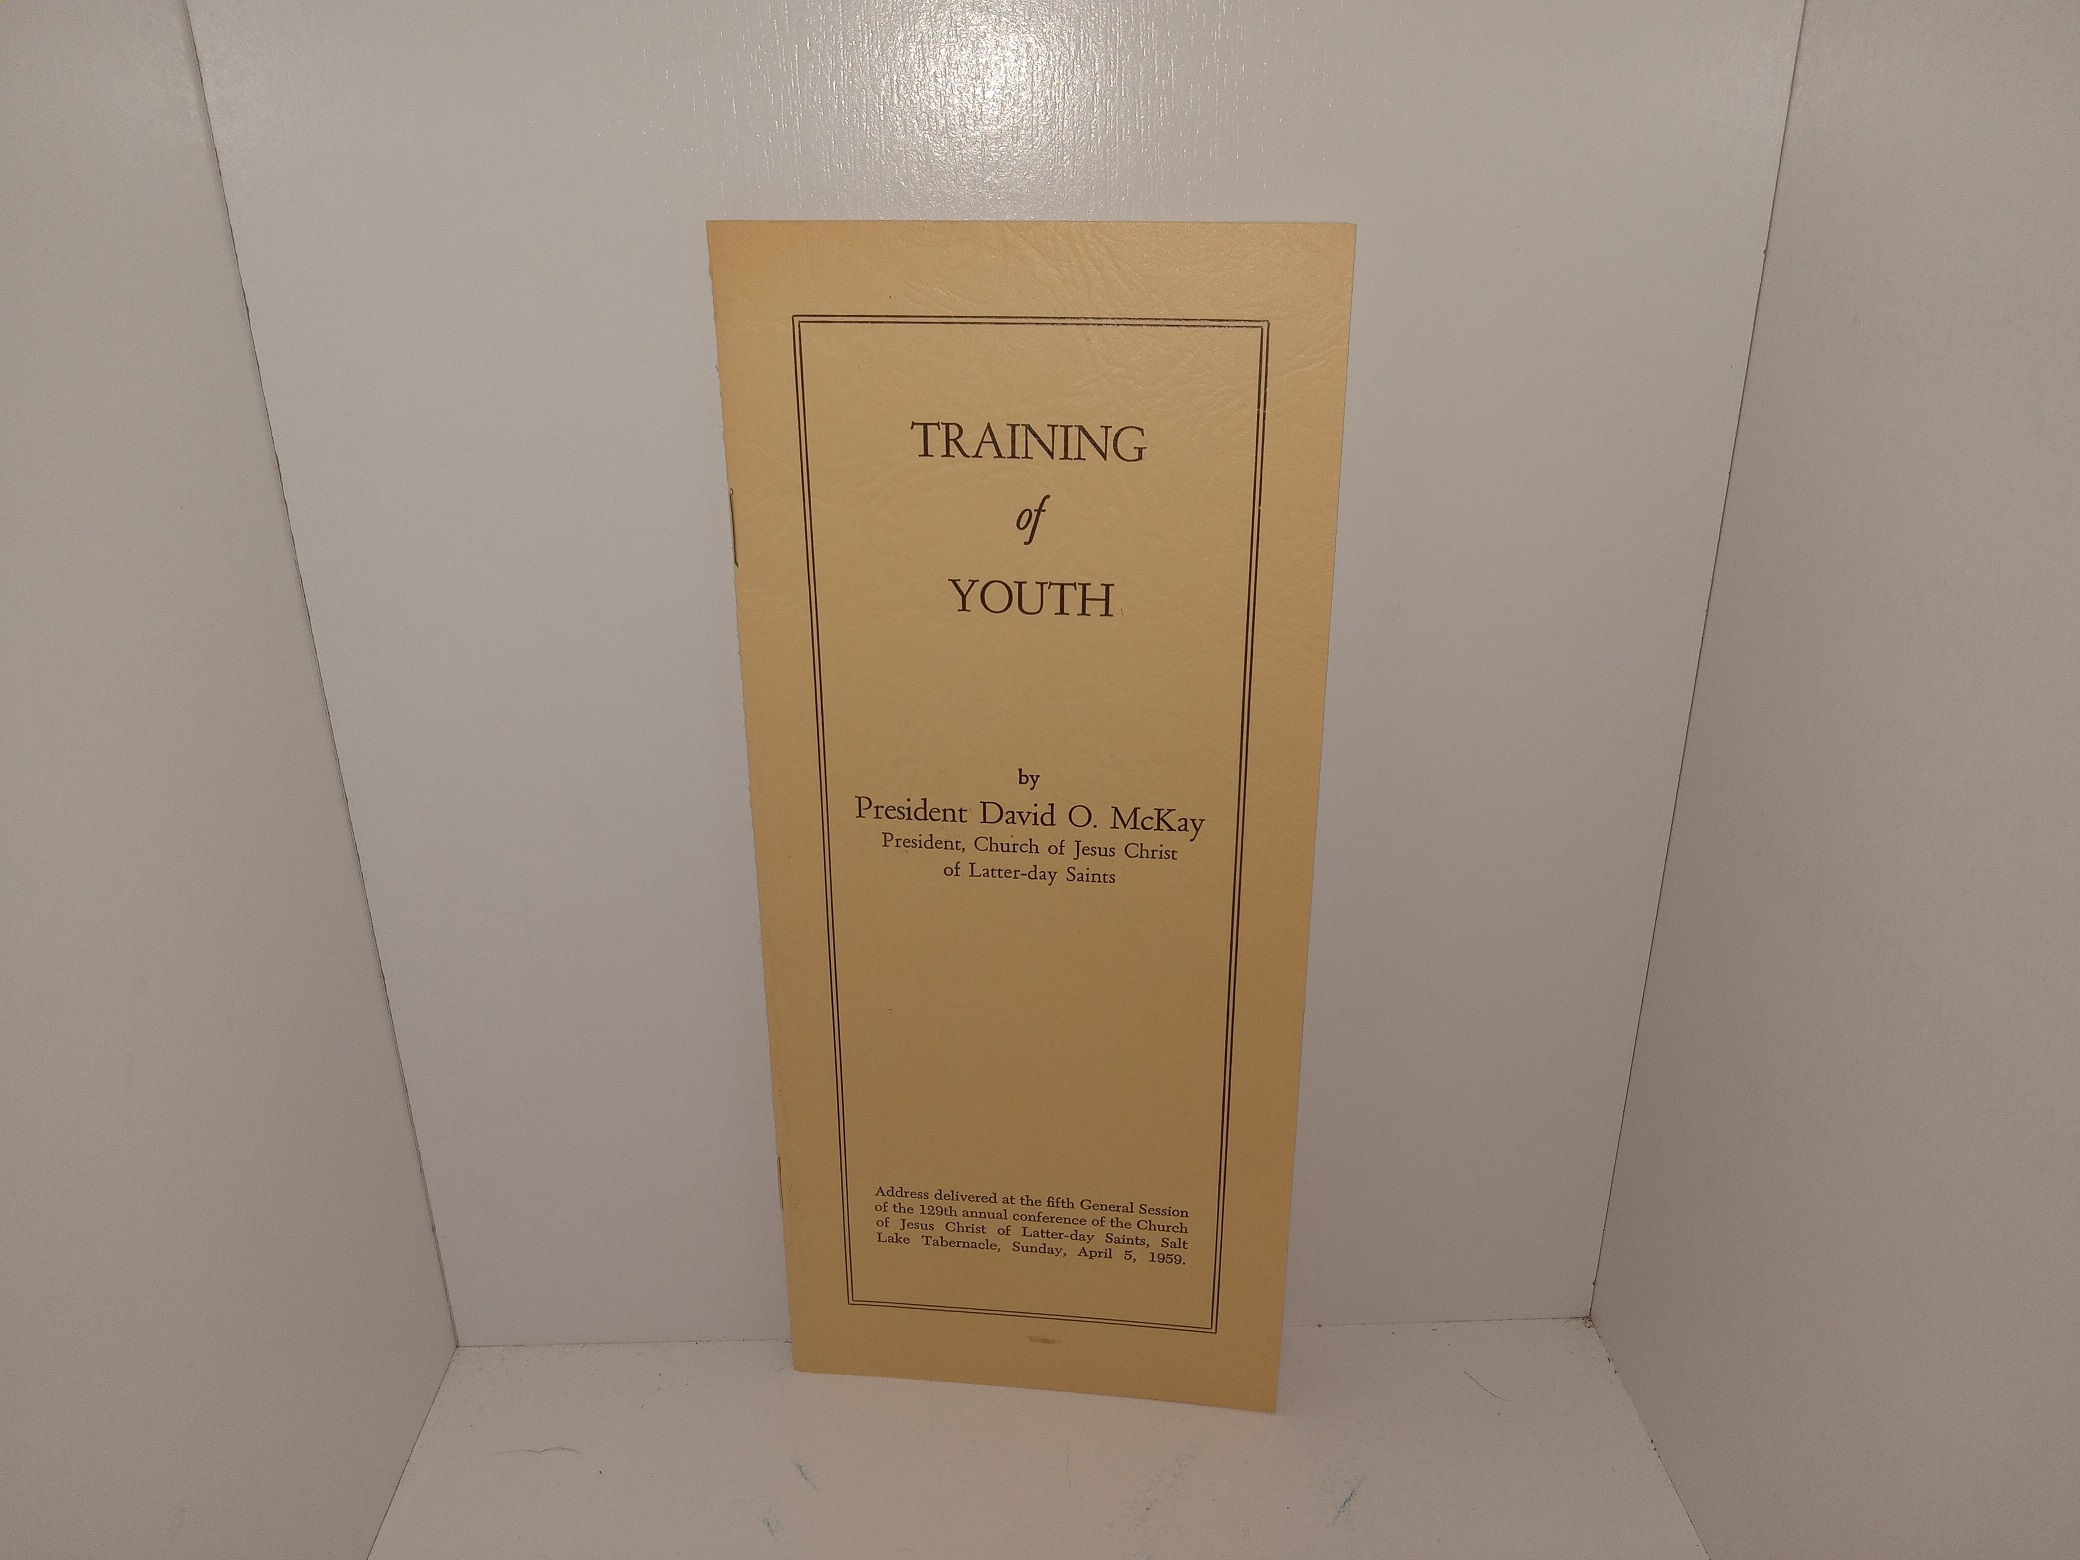 TRAINING
of
YOUTH
by
President David O. McKay
President, Church of Jesus Christ
of Latter-day Saints
Address delivered at the fifth General Session
of the 129th annual conference of the Church
of Jesus Christ of Latter-day Saints, Salt
Lake Tabernacle, Sunday, April 5, 1959.